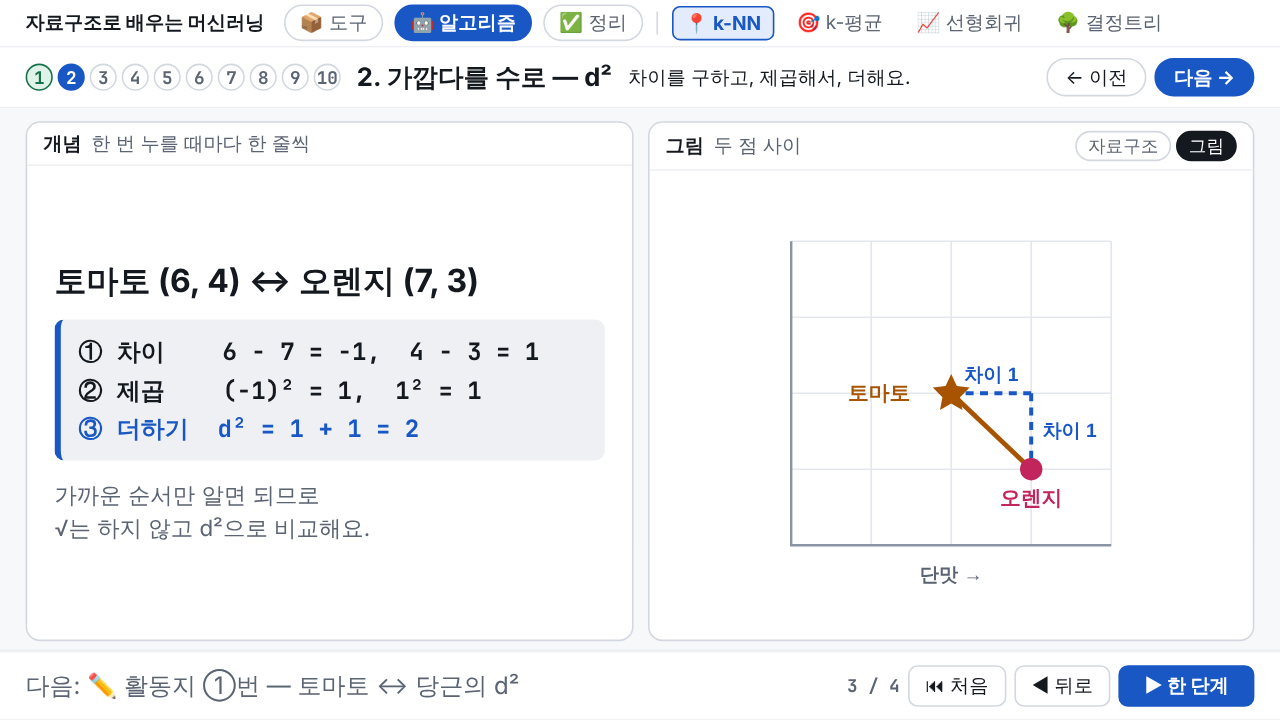 자료구조로 배우는 머신러닝 📦 도구 🤖 알고리즘 ✅ 정리 📍 k-NN 🎯 k-평균 📈 선형회귀 🌳 결정트리
1 2 3 4 5 6 7 8 9 10 2. 가깝다를 수로 — d² 차이를 구하고, 제곱해서, 더해요. ← 이전 다음 →
개념 한 번 누를 때마다 한 줄씩
토마토 (6, 4) ↔ 오렌지 (7, 3)
① 차이 6 - 7 = -1, 4 - 3 = 1
② 제곱 (-1)² = 1, 1² = 1
③ 더하기 d² = 1 + 1 = 2
가까운 순서만 알면 되므로
√는 하지 않고 d²으로 비교해요.
그림 두 점 사이 자료구조 그림
차이 1
토마토
차이 1
오렌지
단맛 →
다음: ✏️ 활동지 ①번 — 토마토 ↔ 당근의 d² 3 / 4 ⏮ 처음 ◀ 뒤로 ▶ 한 단계